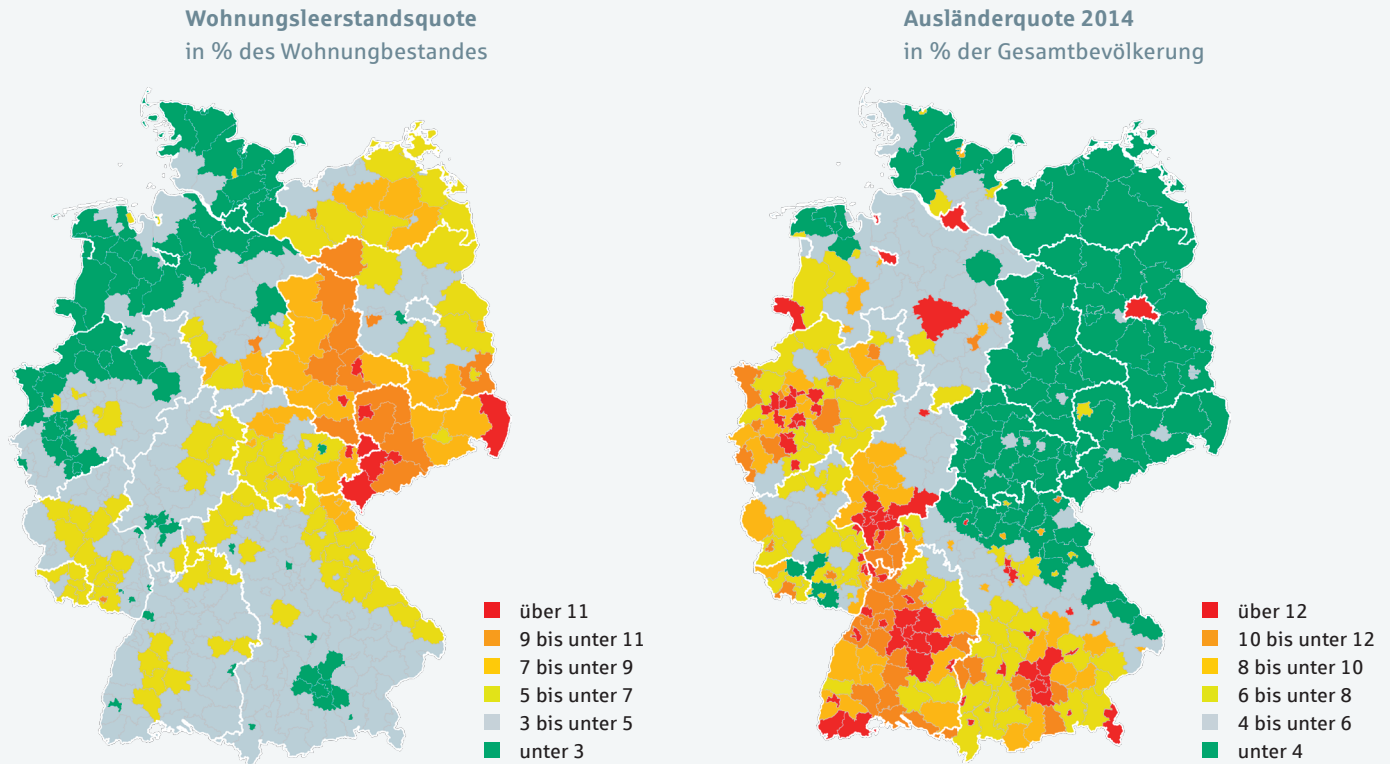 Wohnungsleerstandsquote
in % des Wohnungbestandes
über 11
9 bis unter 11
7 bis unter 9
5 bis unter 7
3 bis unter 5
unter 3
Ausländerquote 2014
in % der Gesamtbevölkerung
über 12
10 bis unter 12
8 bis unter 10
6 bis unter 8
4 bis unter 6
unter 4